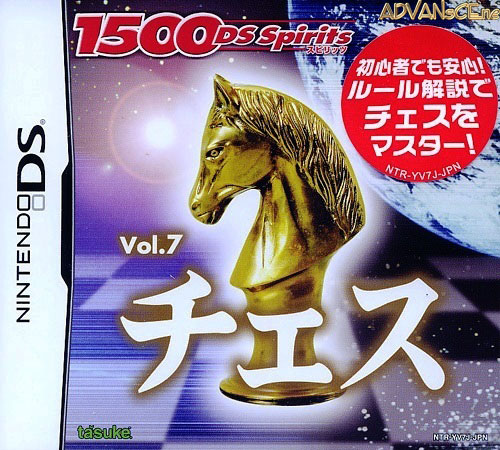 ADVANsCEne
1500 DS Spirits
スピリッツ
初心者でも安心!
ルール解説で
チェスを
マスター!
NTR-YV7J-JPN
NINTENDO DS
Vol.7
チェス
tasuke
NTR-YV7J-JPN